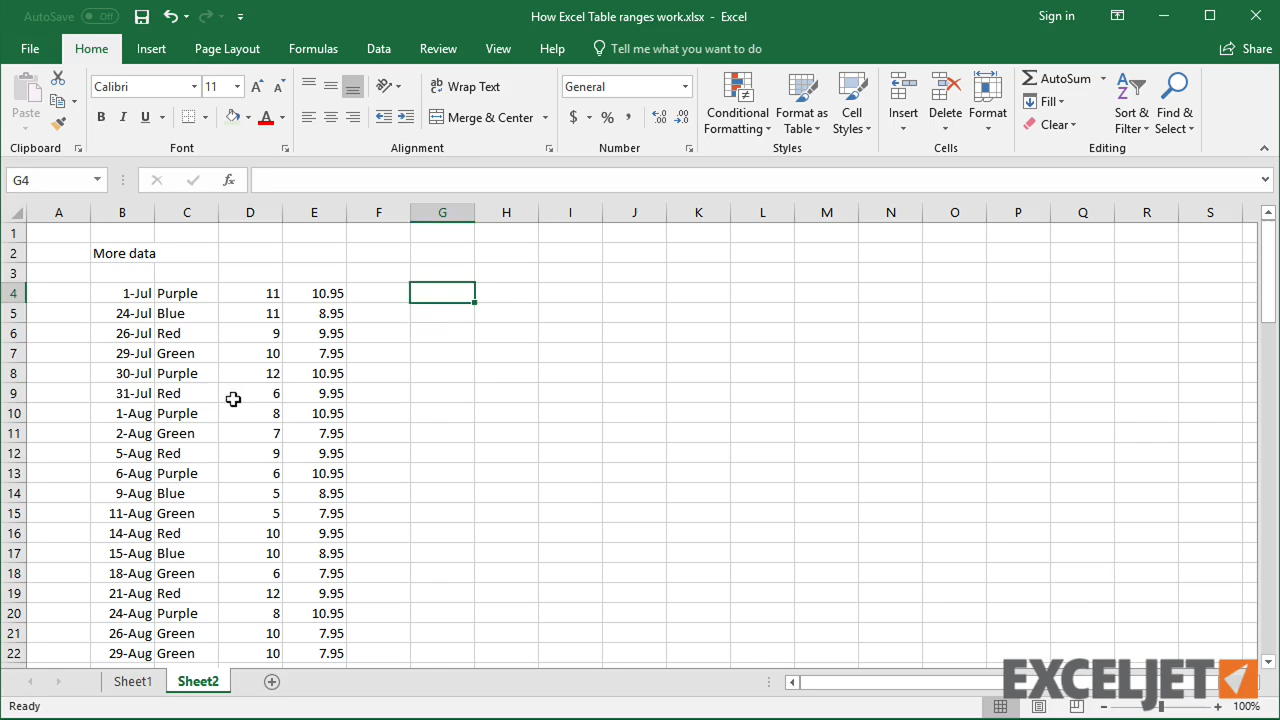 AutoSave Off How Excel Table ranges work.xlsx - Excel Sign in
File Home Insert Page Layout Formulas Data Review View Help Tell me what you want to do Share
Paste Calibri 11 A A Wrap Text General Conditional Formatting Format as Table Cell Styles Insert Delete Format AutoSum Fill Clear Sort & Filter Find & Select
B I U A Merge & Center $ % ,
Clipboard Font Alignment Number Styles Cells Editing
G4 fx
A B C D E F G H I J K L M N O P Q R S
1
2 More data
3
4 1-Jul Purple 11 10.95
5 24-Jul Blue 11 8.95
6 26-Jul Red 9 9.95
7 29-Jul Green 10 7.95
8 30-Jul Purple 12 10.95
9 31-Jul Red 6 9.95
10 1-Aug Purple 8 10.95
11 2-Aug Green 7 7.95
12 5-Aug Red 9 9.95
13 6-Aug Purple 6 10.95
14 9-Aug Blue 5 8.95
15 11-Aug Green 5 7.95
16 14-Aug Red 10 9.95
17 15-Aug Blue 10 8.95
18 18-Aug Green 6 7.95
19 21-Aug Red 12 9.95
20 24-Aug Purple 8 10.95
21 26-Aug Green 10 7.95
22 29-Aug Green 10 7.95
Sheet1 Sheet2
EXCELJET
Ready 100%